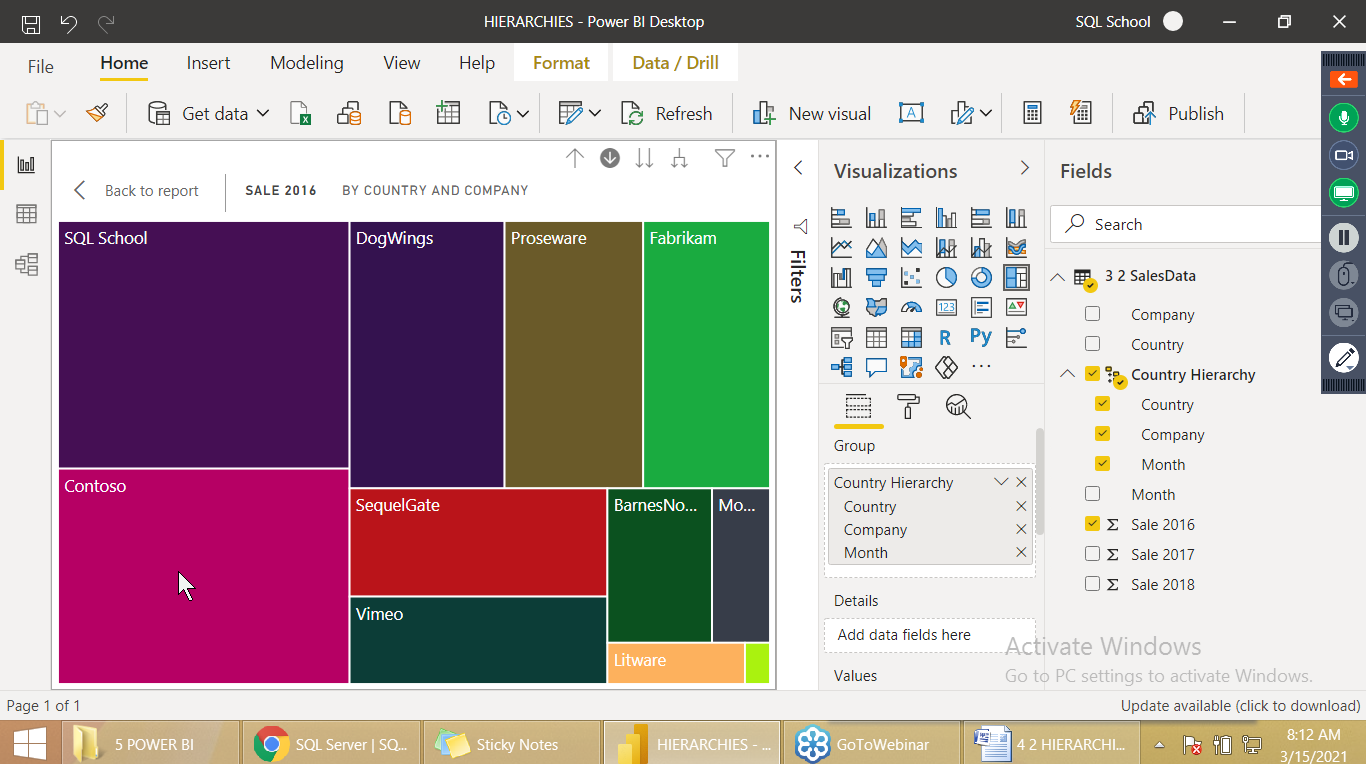 HIERARCHIES - Power BI Desktop
SQL School
File
Home
Insert
Modeling
View
Help
Format
Data / Drill
Get data
Refresh
New visual
Publish
Back to report
SALE 2016
BY COUNTRY AND COMPANY
SQL School
DogWings
Proseware
Fabrikam
Contoso
SequelGate
BarnesNo...
Mo...
Vimeo
Litware
Filters
Visualizations
123
R
Py
Group
Country Hierarchy
Country
Company
Month
Details
Add data fields here
Values
Fields
Search
3 2 SalesData
Company
Country
Country Hierarchy
Country
Company
Month
Month
Σ Sale 2016
Σ Sale 2017
Σ Sale 2018
Activate Windows
Go to PC settings to activate Windows.
Page 1 of 1
Update available (click to download)
5 POWER BI
SQL Server | SQ...
Sticky Notes
HIERARCHIES - ...
GoToWebinar
4 2 HIERARCHI...
8:12 AM
3/15/2021